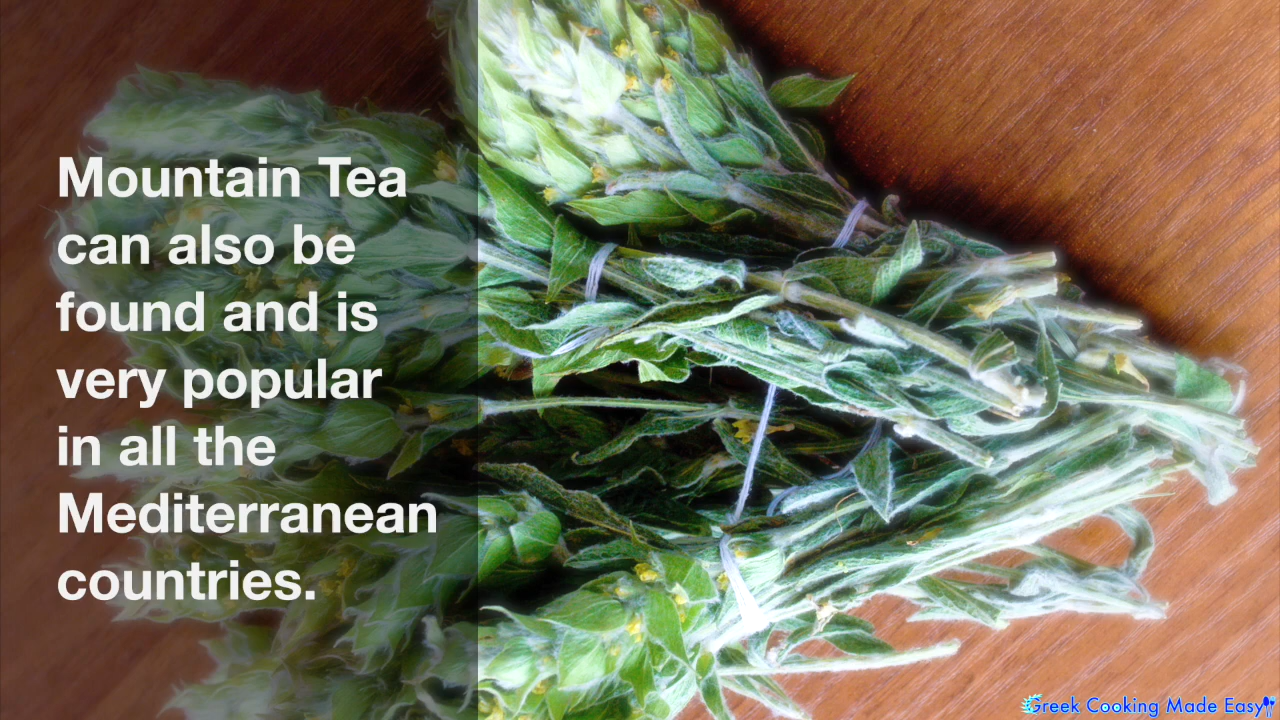 Mountain Tea
can also be
found and is
very popular
in all the
Mediterranean
countries.
Greek Cooking Made Easy